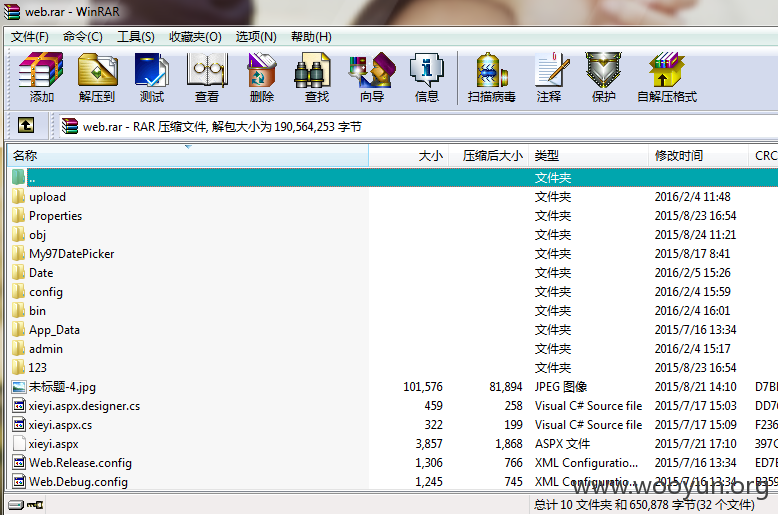 web.rar - WinRAR
文件(F) 命令(C) 工具(S) 收藏夹(O) 选项(N) 帮助(H)
添加 解压到 测试 查看 删除 查找 向导 信息 扫描病毒 注释 保护 自解压格式
web.rar - RAR 压缩文件, 解包大小为 190,564,253 字节
名称 大小 压缩后大小 类型 修改时间 CRC
.. 文件夹
upload 文件夹 2016/2/4 11:48
Properties 文件夹 2015/8/23 16:54
obj 文件夹 2015/8/24 11:21
My97DatePicker 文件夹 2015/8/17 8:41
Date 文件夹 2016/2/5 15:26
config 文件夹 2016/2/4 15:59
bin 文件夹 2016/2/4 16:01
App_Data 文件夹 2015/7/16 13:34
admin 文件夹 2016/2/4 15:17
123 文件夹 2015/8/23 16:54
未标题-4.jpg 101,576 81,894 JPEG 图像 2015/8/21 14:10 D7B
xieyi.aspx.designer.cs 459 258 Visual C# Source file 2015/7/17 15:03 DD7
xieyi.aspx.cs 322 199 Visual C# Source file 2015/7/17 15:09 F236
xieyi.aspx 3,857 1,868 ASPX 文件 2015/7/21 17:10 397
Web.Release.config 1,306 766 XML Configuratio... 2015/7/16 13:34 ED7
Web.Debug.config 1,245 745 XML Configuratio... 2015/7/16 13:34
www.wooyun.org
总计 10 文件夹 和 650,878 字节(32 个文件)